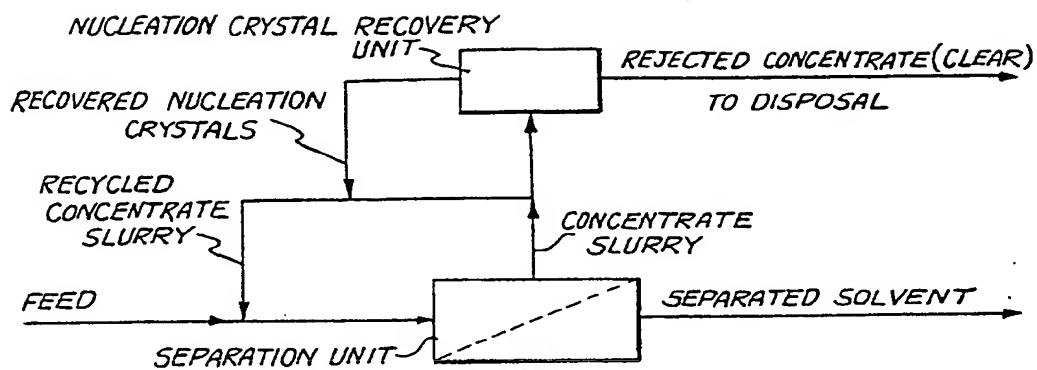 NUCLEATION CRYSTAL RECOVERY
UNIT
REJECTED CONCENTRATE (CLEAR)
TO DISPOSAL
RECOVERED NUCLEATION
CRYSTALS
RECYCLED
CONCENTRATE
SLURRY
CONCENTRATE
SLURRY
FEED
SEPARATED SOLVENT
SEPARATION UNIT